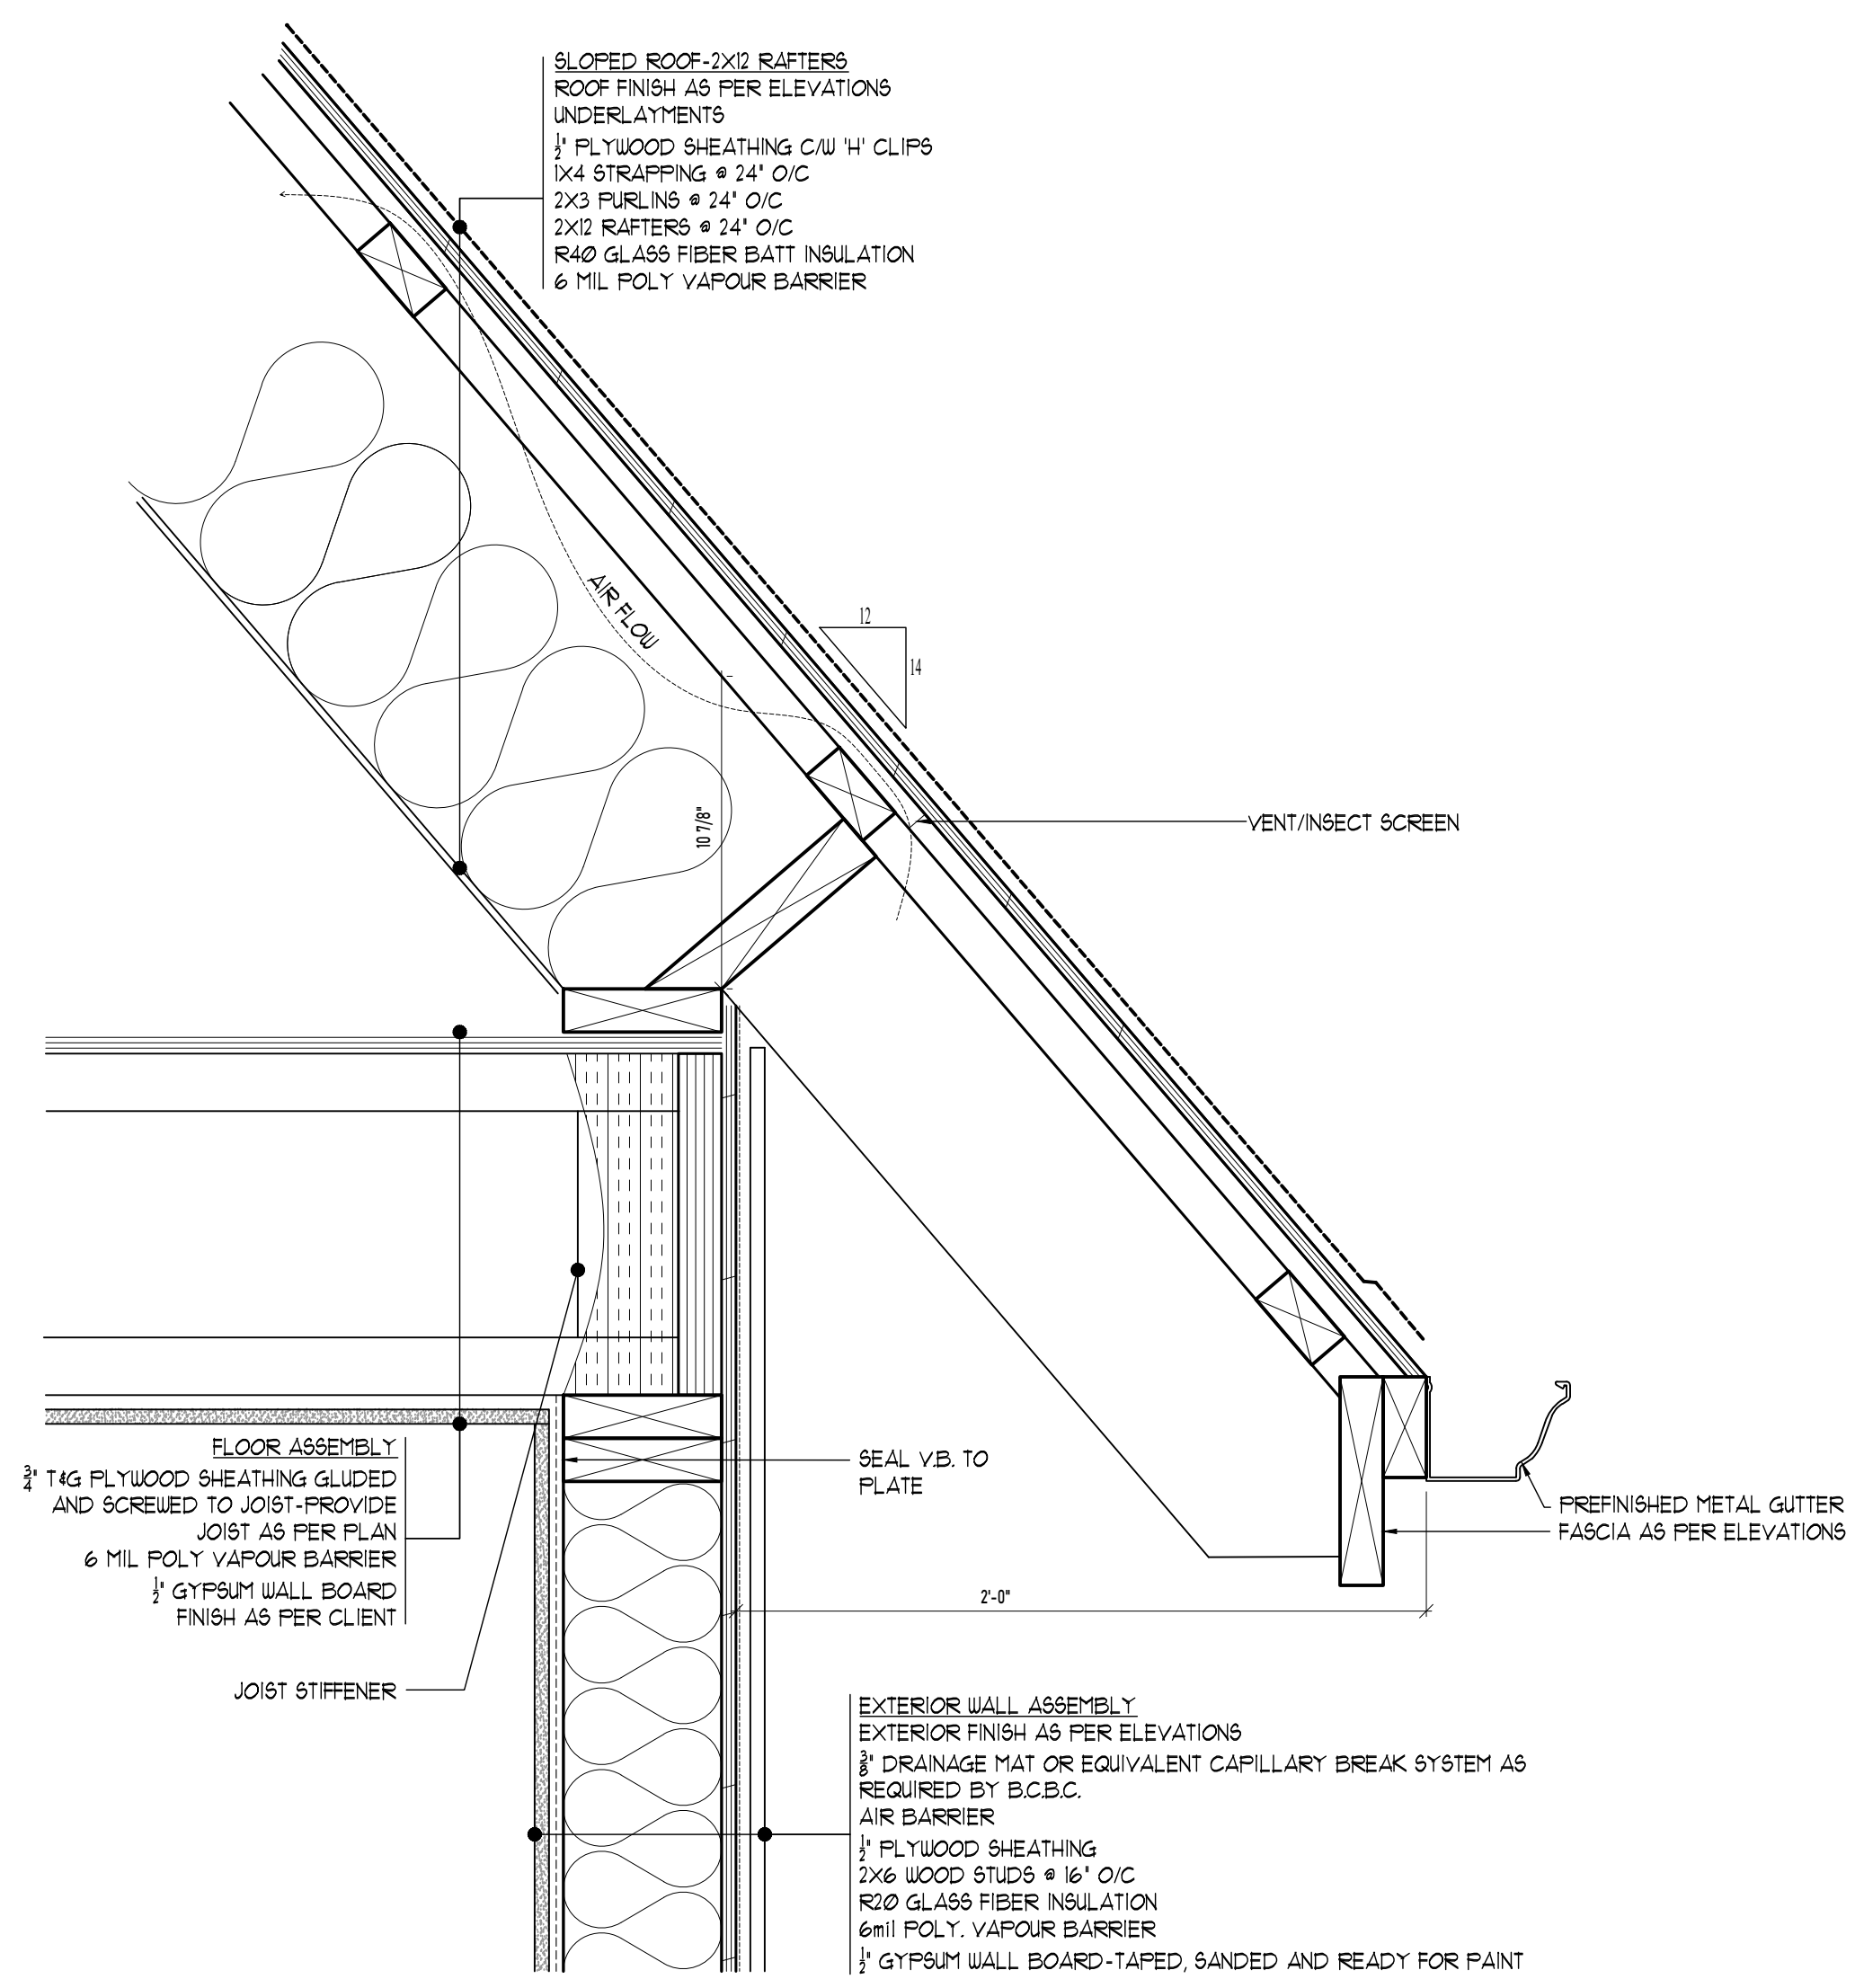 SLOPED ROOF-2X12 RAFTERS
ROOF FINISH AS PER ELEVATIONS
UNDERLAYMENTS
1/2" PLYWOOD SHEATHING C/W 'H' CLIPS
1X4 STRAPPING @ 24" O/C
2X3 PURLINS @ 24" O/C
2X12 RAFTERS @ 24" O/C
R40 GLASS FIBER BATT INSULATION
6 MIL POLY VAPOUR BARRIER
AIR FLOW
12
14
10 7/8"
VENT/INSECT SCREEN
FLOOR ASSEMBLY
3/4" T&G PLYWOOD SHEATHING GLUDED
AND SCREWED TO JOIST-PROVIDE
JOIST AS PER PLAN
6 MIL POLY VAPOUR BARRIER
1/2" GYPSUM WALL BOARD
FINISH AS PER CLIENT
SEAL V.B. TO
PLATE
PREFINISHED METAL GUTTER
FASCIA AS PER ELEVATIONS
2'-0"
JOIST STIFFENER
EXTERIOR WALL ASSEMBLY
EXTERIOR FINISH AS PER ELEVATIONS
3/8" DRAINAGE MAT OR EQUIVALENT CAPILLARY BREAK SYSTEM AS
REQUIRED BY B.C.B.C.
AIR BARRIER
1/2" PLYWOOD SHEATHING
2X6 WOOD STUDS @ 16" O/C
R20 GLASS FIBER INSULATION
6mil POLY. VAPOUR BARRIER
1/2" GYPSUM WALL BOARD-TAPED, SANDED AND READY FOR PAINT